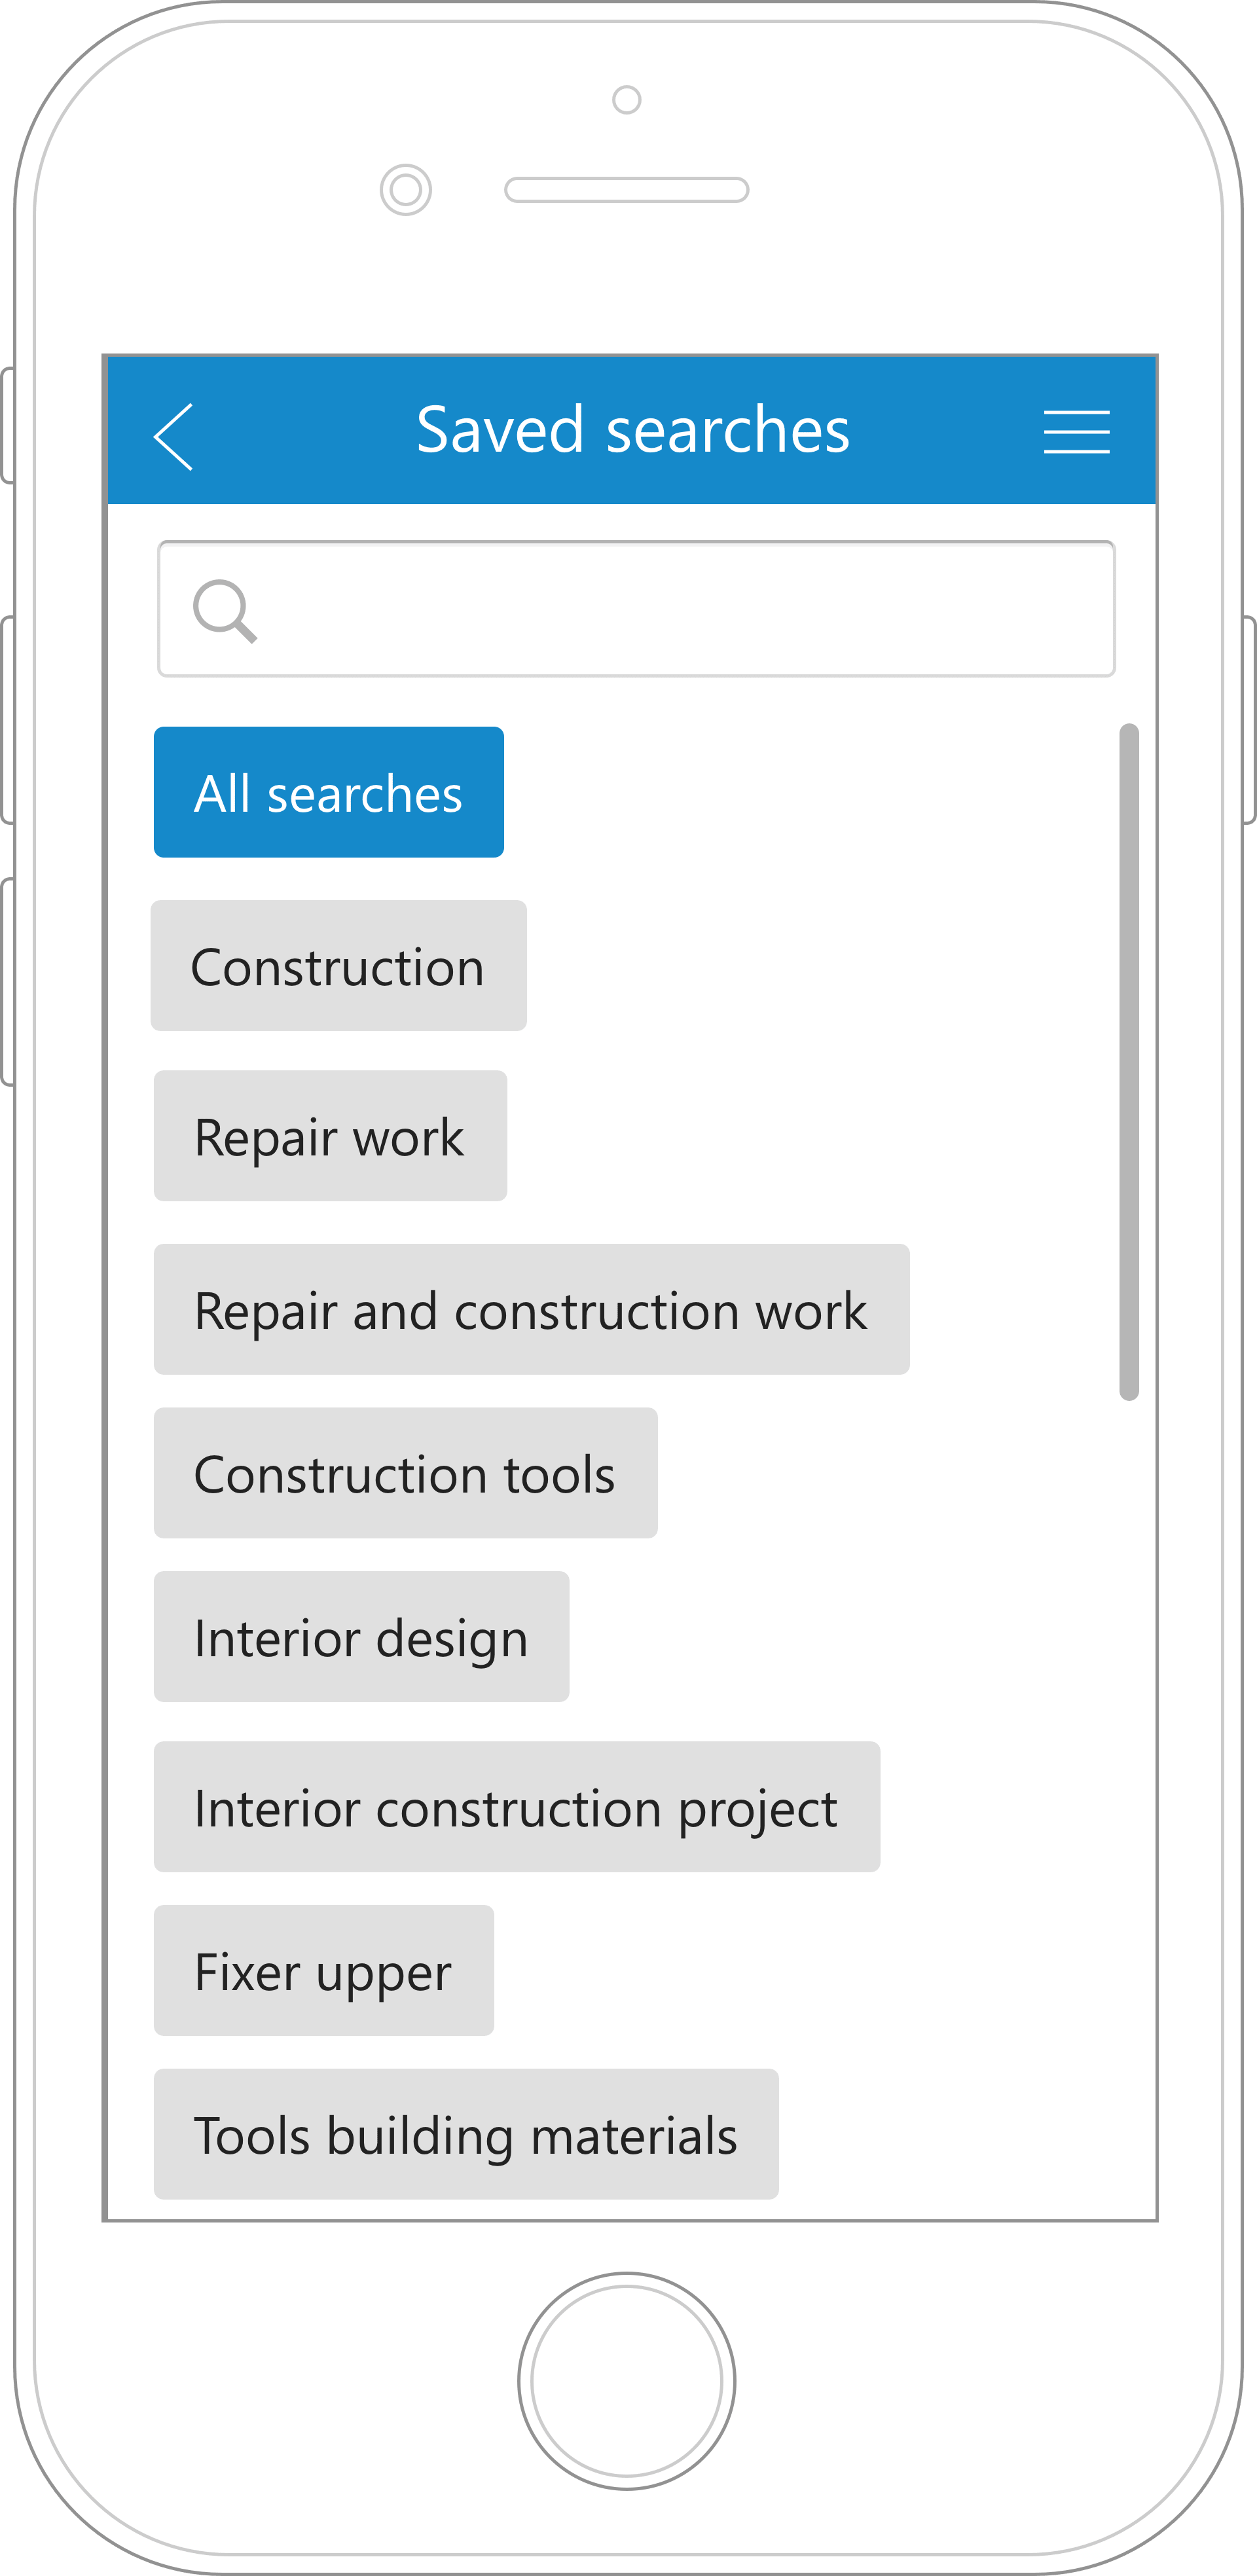 Saved searches
All searches
Construction
Repair work
Repair and construction work
Construction tools
Interior design
Interior construction project
Fixer upper
Tools building materials